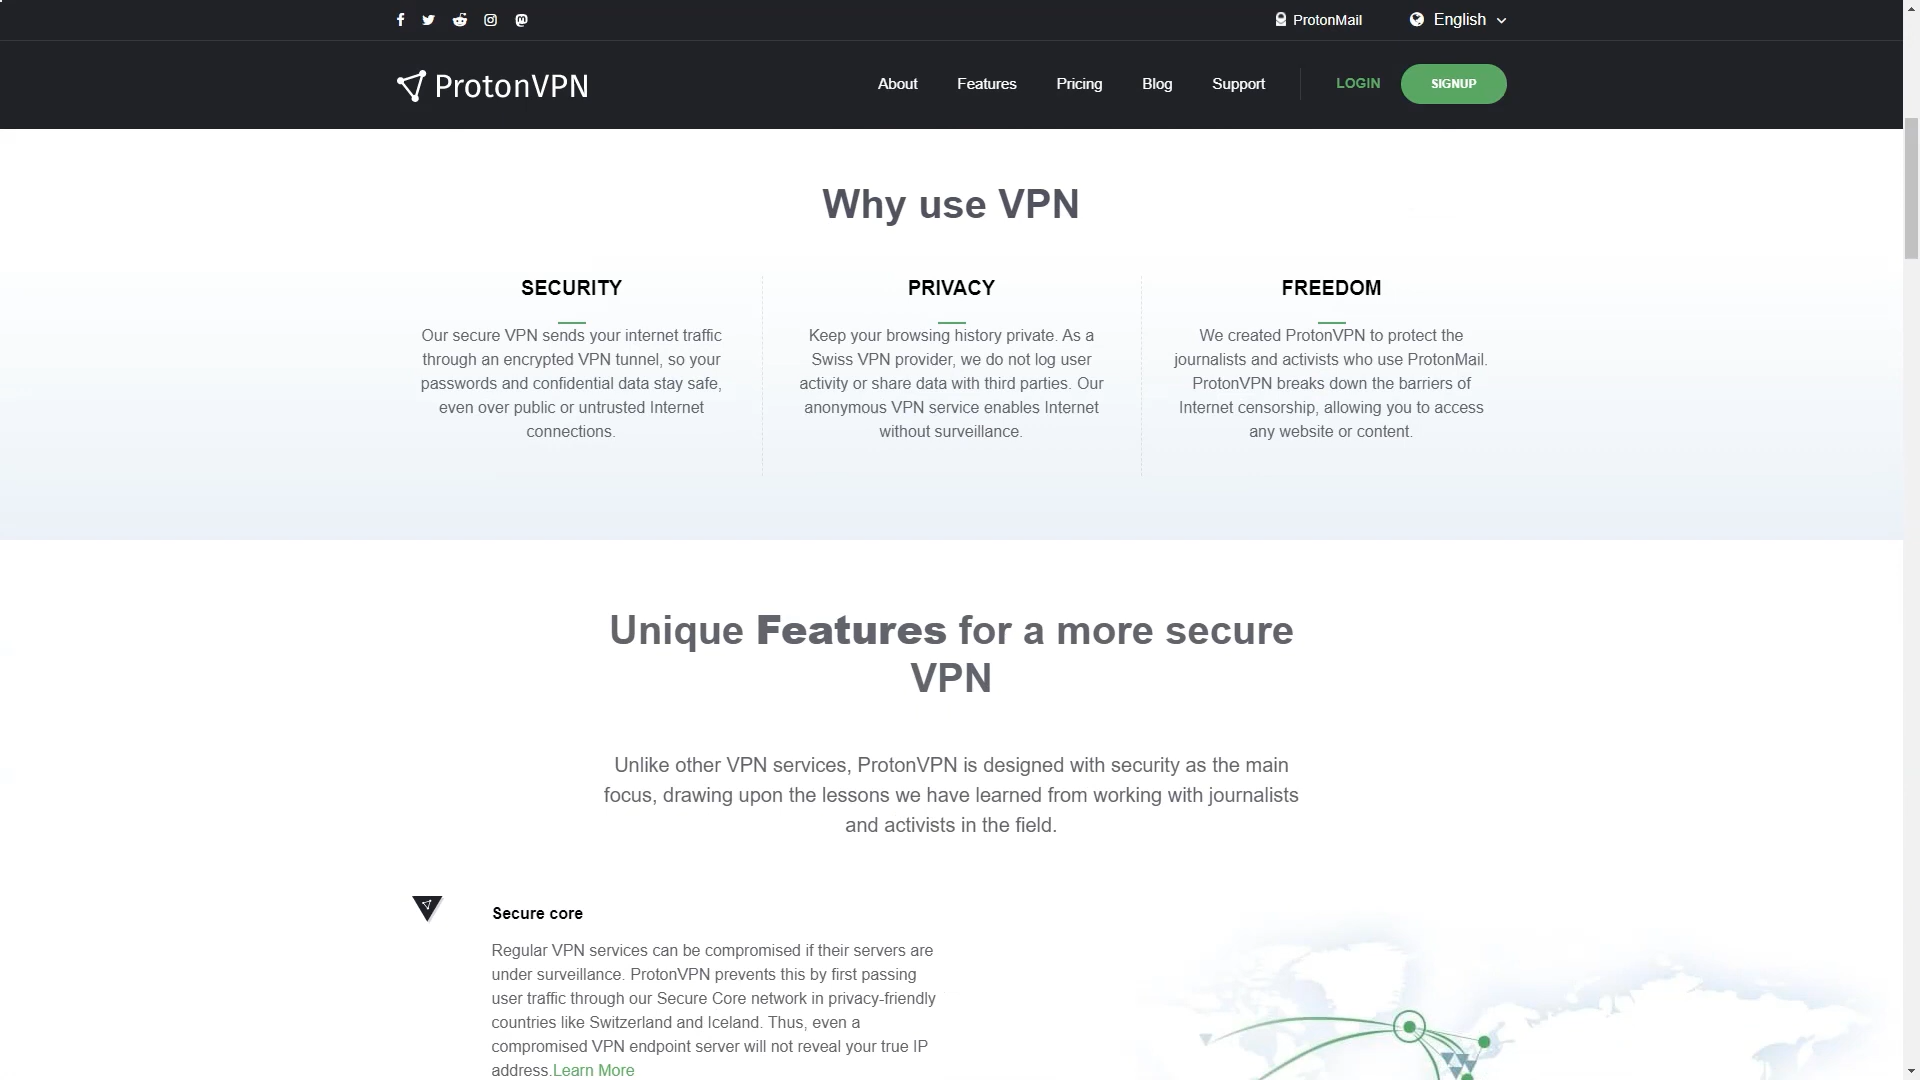 ProtonMail
English
ProtonVPN
About
Features
Pricing
Blog
Support
LOGIN
SIGNUP
Why use VPN
SECURITY
Our secure VPN sends your internet traffic
through an encrypted VPN tunnel, so your
passwords and confidential data stay safe,
even over public or untrusted Internet
connections.
PRIVACY
Keep your browsing history private. As a
Swiss VPN provider, we do not log user
activity or share data with third parties. Our
anonymous VPN service enables Internet
without surveillance.
FREEDOM
We created ProtonVPN to protect the
journalists and activists who use ProtonMail.
ProtonVPN breaks down the barriers of
Internet censorship, allowing you to access
any website or content.
Unique Features for a more secure
VPN
Unlike other VPN services, ProtonVPN is designed with security as the main
focus, drawing upon the lessons we have learned from working with journalists
and activists in the field.
Secure core
Regular VPN services can be compromised if their servers are
under surveillance. ProtonVPN prevents this by first passing
user traffic through our Secure Core network in privacy-friendly
countries like Switzerland and Iceland. Thus, even a
compromised VPN endpoint server will not reveal your true IP
address.Learn More